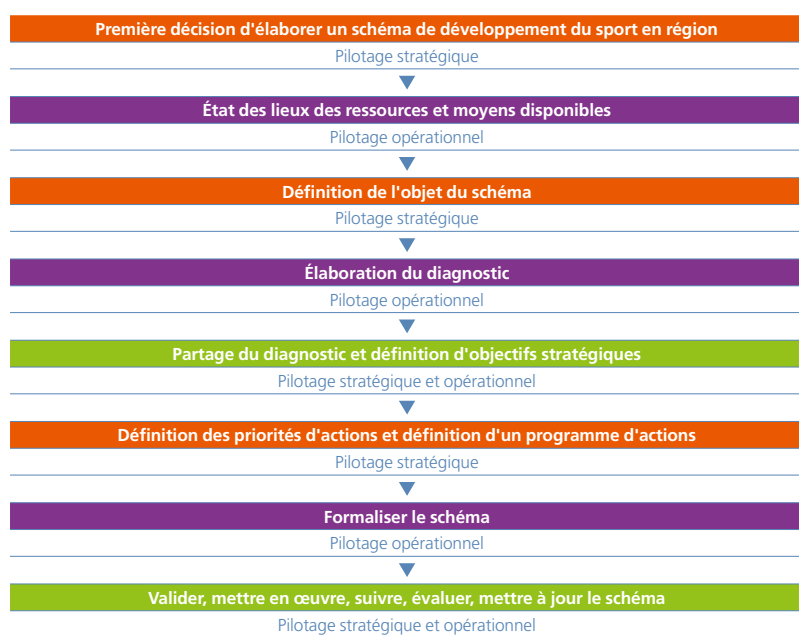 Première décision d'élaborer un schéma de développement du sport en région
Pilotage stratégique
État des lieux des ressources et moyens disponibles
Pilotage opérationnel
Définition de l'objet du schéma
Pilotage stratégique
Élaboration du diagnostic
Pilotage opérationnel
Partage du diagnostic et définition d'objectifs stratégiques
Pilotage stratégique et opérationnel
Définition des priorités d'actions et définition d'un programme d'actions
Pilotage stratégique
Formaliser le schéma
Pilotage opérationnel
Valider, mettre en œuvre, suivre, évaluer, mettre à jour le schéma
Pilotage stratégique et opérationnel